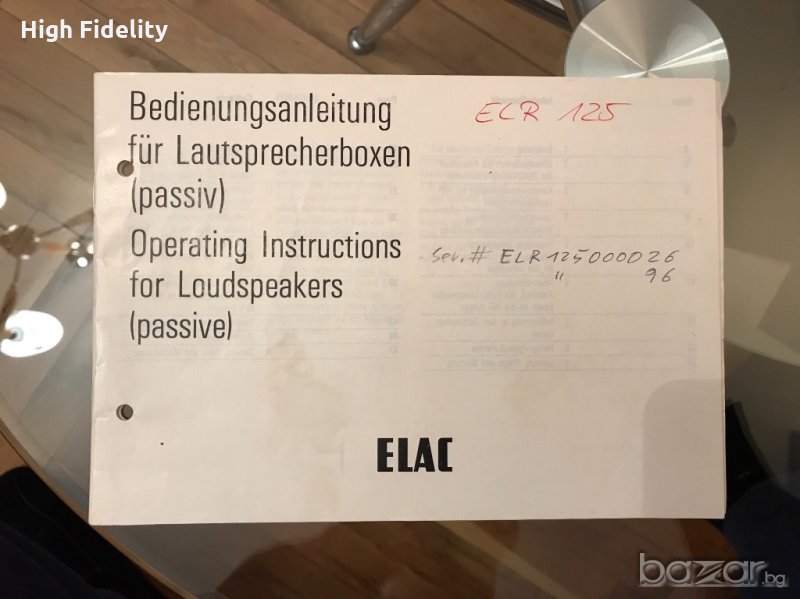 High Fidelity
Bedienungsanleitung
für Lautsprecherboxen
(passiv)
Operating Instructions
for Loudspeakers
(passive)
ELR 125
Ser. # ELR 125000026
" 96
ELAC
bazar.bg